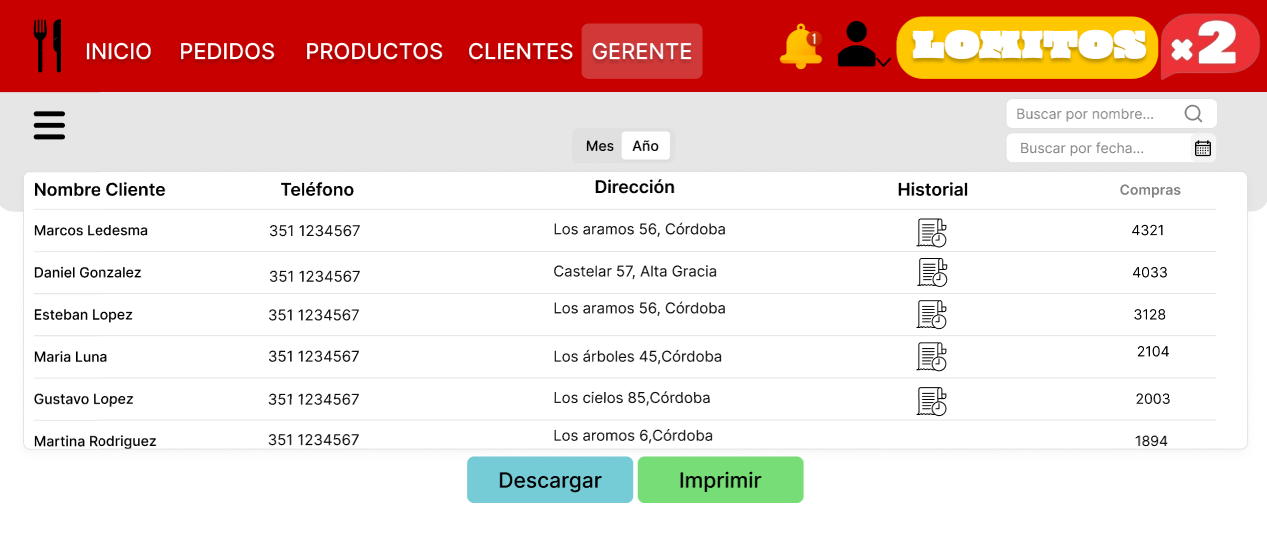 INICIO PEDIDOS PRODUCTOS CLIENTES GERENTE 1 LOMITOS x2
Buscar por nombre...
Mes Año Buscar por fecha...
Nombre Cliente Teléfono Dirección Historial Compras
Marcos Ledesma 351 1234567 Los aramos 56, Córdoba 4321
Daniel Gonzalez 351 1234567 Castelar 57, Alta Gracia 4033
Esteban Lopez 351 1234567 Los aramos 56, Córdoba 3128
Maria Luna 351 1234567 Los árboles 45,Córdoba 2104
Gustavo Lopez 351 1234567 Los cielos 85,Córdoba 2003
Martina Rodriguez 351 1234567 Los aromos 6,Córdoba 1894
Descargar Imprimir